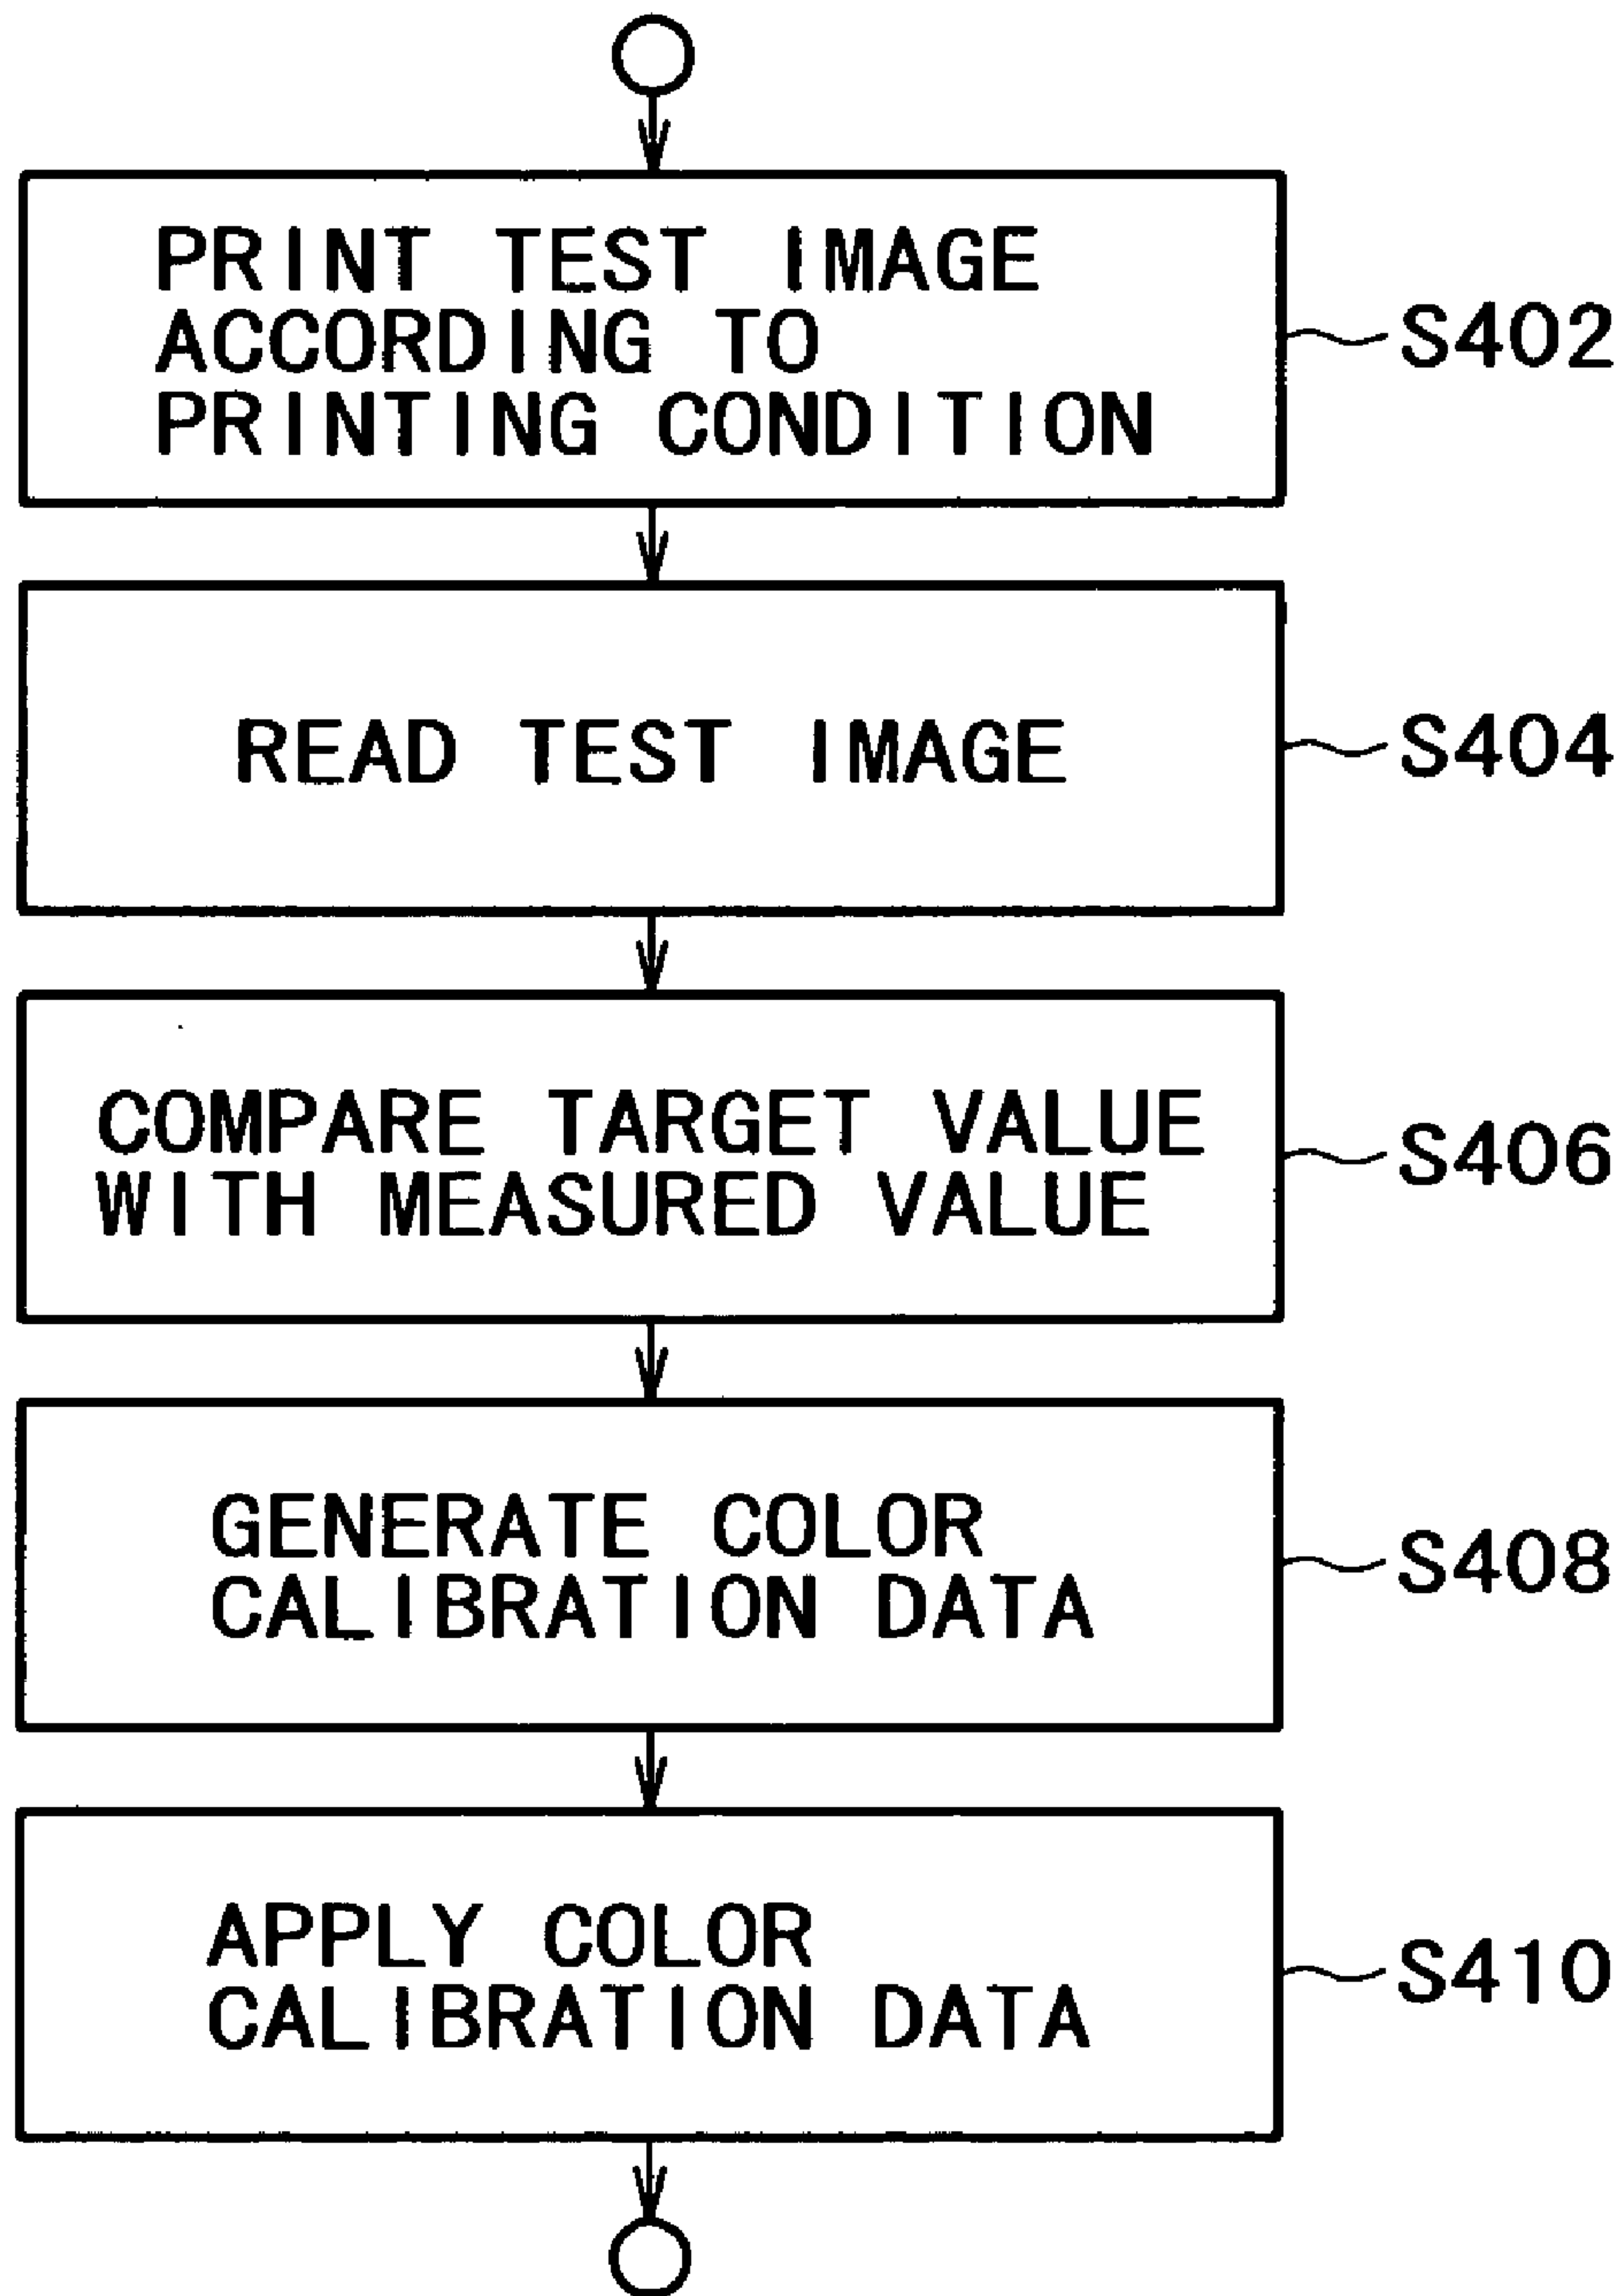 PRINT TEST IMAGE
ACCORDING TO
PRINTING CONDITION
S402
READ TEST IMAGE
S404
COMPARE TARGET VALUE
WITH MEASURED VALUE
S406
GENERATE COLOR
CALIBRATION DATA
S408
APPLY COLOR
CALIBRATION DATA
S410